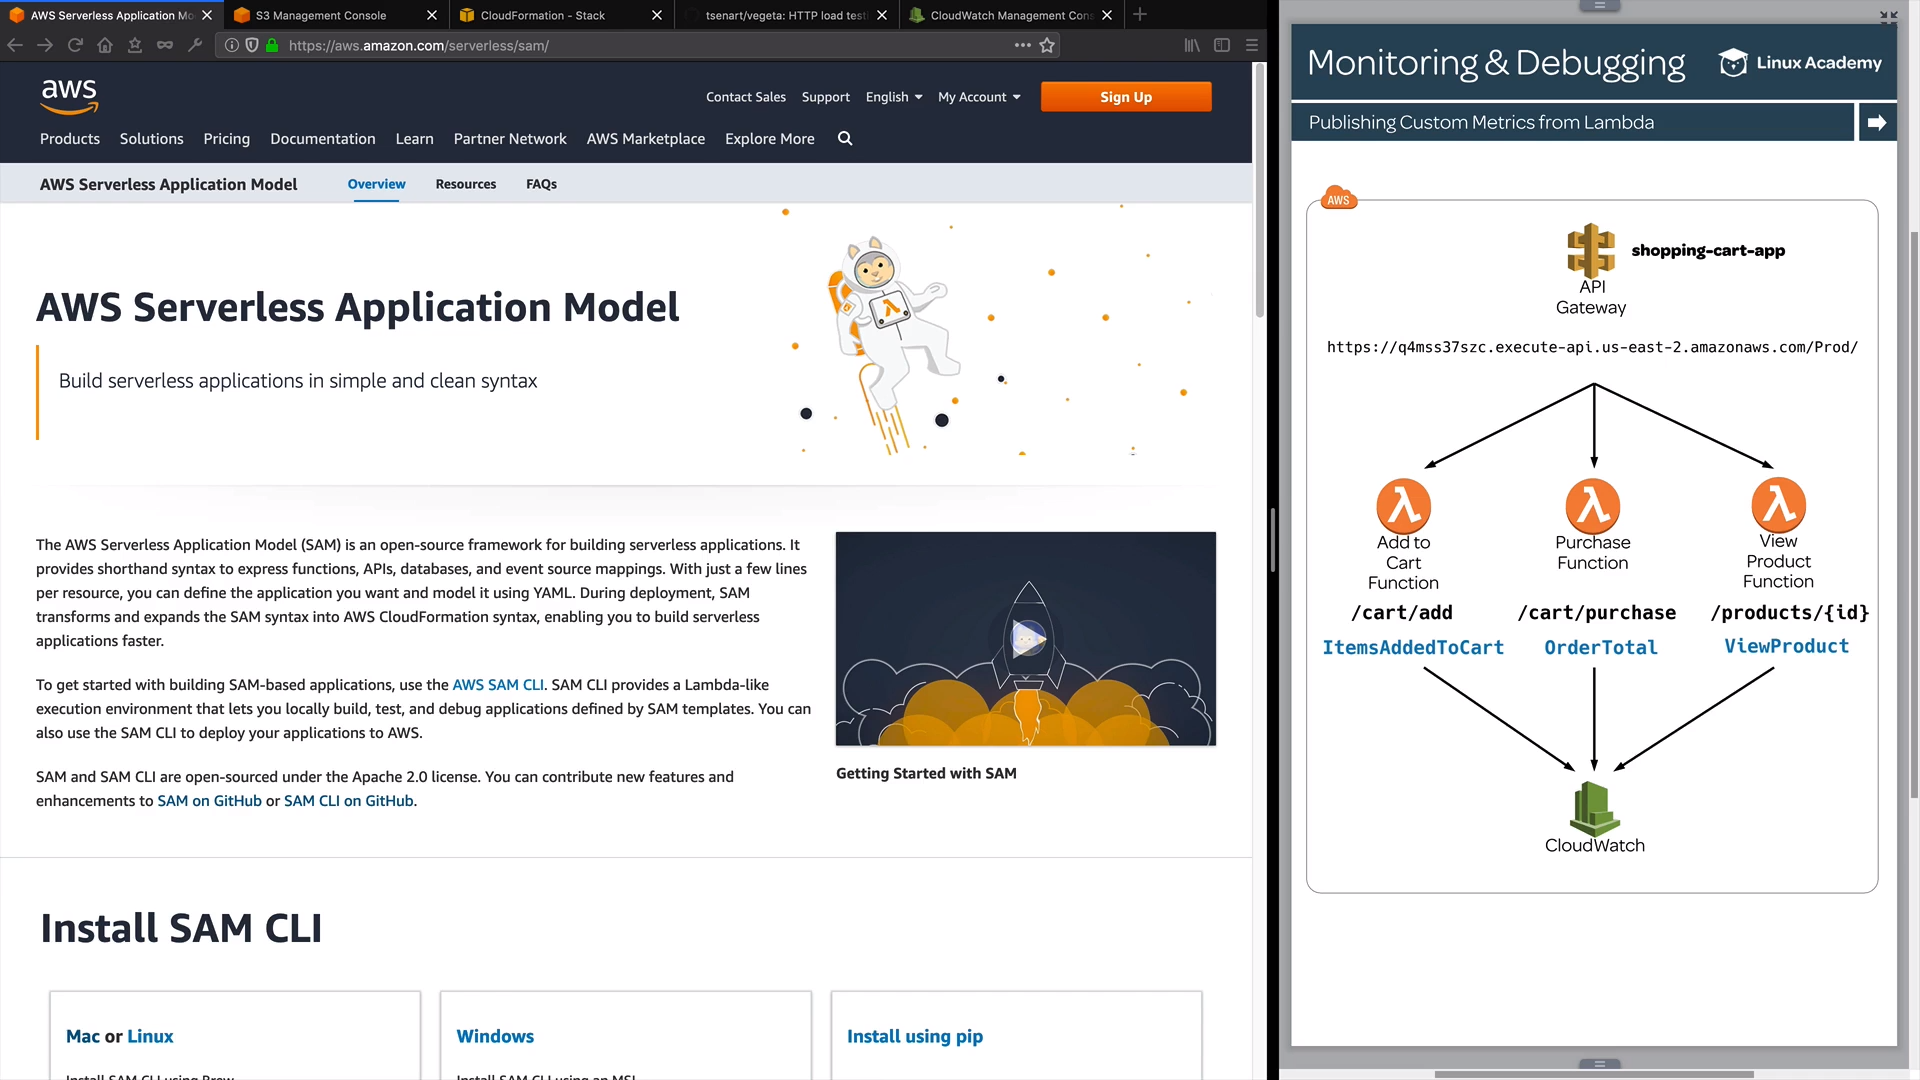 AWS Serverless Application Mo
S3 Management Console
CloudFormation - Stack
tsenart/vegeta: HTTP load test
CloudWatch Management Cons
https://aws.amazon.com/serverless/sam/
aws
Contact Sales Support English My Account Sign Up
Products Solutions Pricing Documentation Learn Partner Network AWS Marketplace Explore More
AWS Serverless Application Model Overview Resources FAQs
AWS Serverless Application Model
Build serverless applications in simple and clean syntax
The AWS Serverless Application Model (SAM) is an open-source framework for building serverless applications. It
provides shorthand syntax to express functions, APIs, databases, and event source mappings. With just a few lines
per resource, you can define the application you want and model it using YAML. During deployment, SAM
transforms and expands the SAM syntax into AWS CloudFormation syntax, enabling you to build serverless
applications faster.
To get started with building SAM-based applications, use the AWS SAM CLI. SAM CLI provides a Lambda-like
execution environment that lets you locally build, test, and debug applications defined by SAM templates. You can
also use the SAM CLI to deploy your applications to AWS.
SAM and SAM CLI are open-sourced under the Apache 2.0 license. You can contribute new features and
enhancements to SAM on GitHub or SAM CLI on GitHub.
Getting Started with SAM
Install SAM CLI
Mac or Linux
Install SAM CLI using Brew
Windows
Install SAM CLI using an MSI
Install using pip
Monitoring & Debugging
Linux Academy
Publishing Custom Metrics from Lambda
AWS
shopping-cart-app
API
Gateway
https://q4mss37szc.execute-api.us-east-2.amazonaws.com/Prod/
Add to
Cart
Function
/cart/add
ItemsAddedToCart
Purchase
Function
/cart/purchase
OrderTotal
View
Product
Function
/products/{id}
ViewProduct
CloudWatch